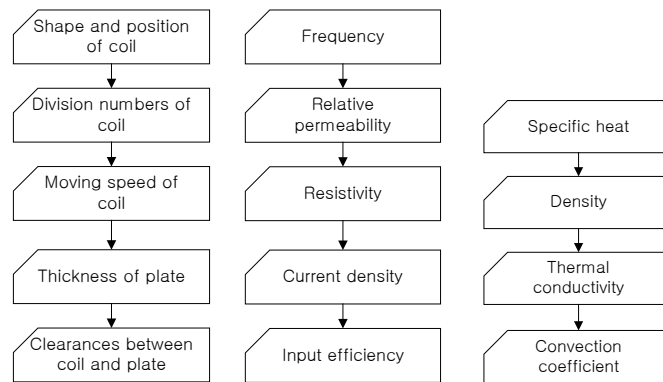 Shape and position
of coil
Division numbers of
coil
Moving speed of
coil
Thickness of plate
Clearances between
coil and plate
Frequency
Relative
permeability
Resistivity
Current density
Input efficiency
Specific heat
Density
Thermal
conductivity
Convection
coefficient